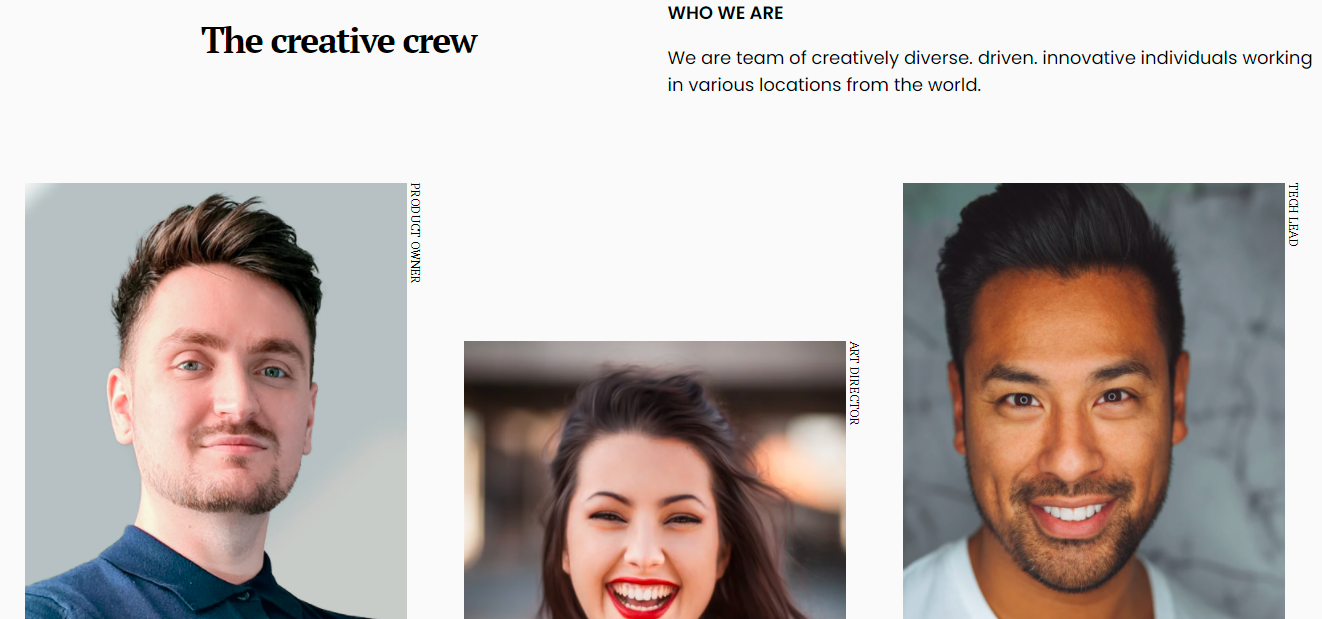 The creative crew
WHO WE ARE
We are team of creatively diverse. driven. innovative individuals working
in various locations from the world.
PRODUCT OWNER
ART DIRECTOR
TECH LEAD